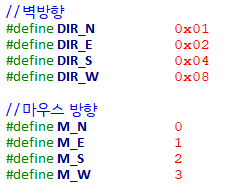 //벽방향
#define DIR_N 0x01
#define DIR_E 0x02
#define DIR_S 0x04
#define DIR_W 0x08
//마우스 방향
#define M_N 0
#define M_E 1
#define M_S 2
#define M_W 3